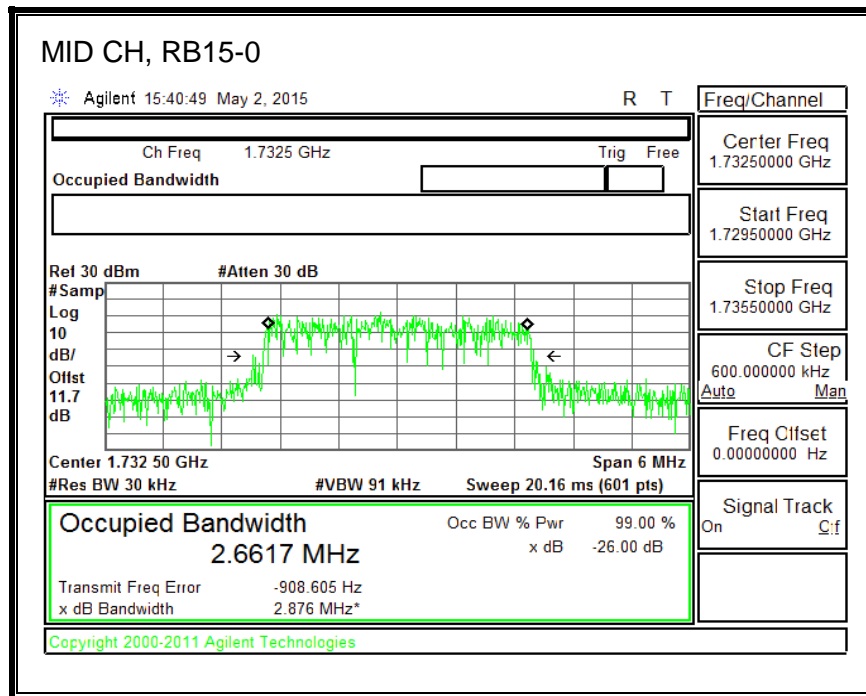 MID CH, RB15-0
Agilent 15:40:49 May 2, 2015 R T
Ch Freq 1.7325 GHz Trig Free
Occupied Bandwidth
Ref 30 dBm #Atten 30 dB
#Samp
Log
10
dB/
Offst
11.7
dB
Center 1.732 50 GHz Span 6 MHz
#Res BW 30 kHz #VBW 91 kHz Sweep 20.16 ms (601 pts)
Occupied Bandwidth Occ BW % Pwr 99.00 %
2.6617 MHz x dB -26.00 dB
Transmit Freq Error -908.605 Hz
x dB Bandwidth 2.876 MHz*
Copyright 2000-2011 Agilent Technologies
Freq/Channel
Center Freq
1.73250000 GHz
Start Freq
1.72950000 GHz
Stop Freq
1.73550000 GHz
CF Step
600.000000 kHz
Auto Man
Freq Offset
0.00000000 Hz
Signal Track
On Off